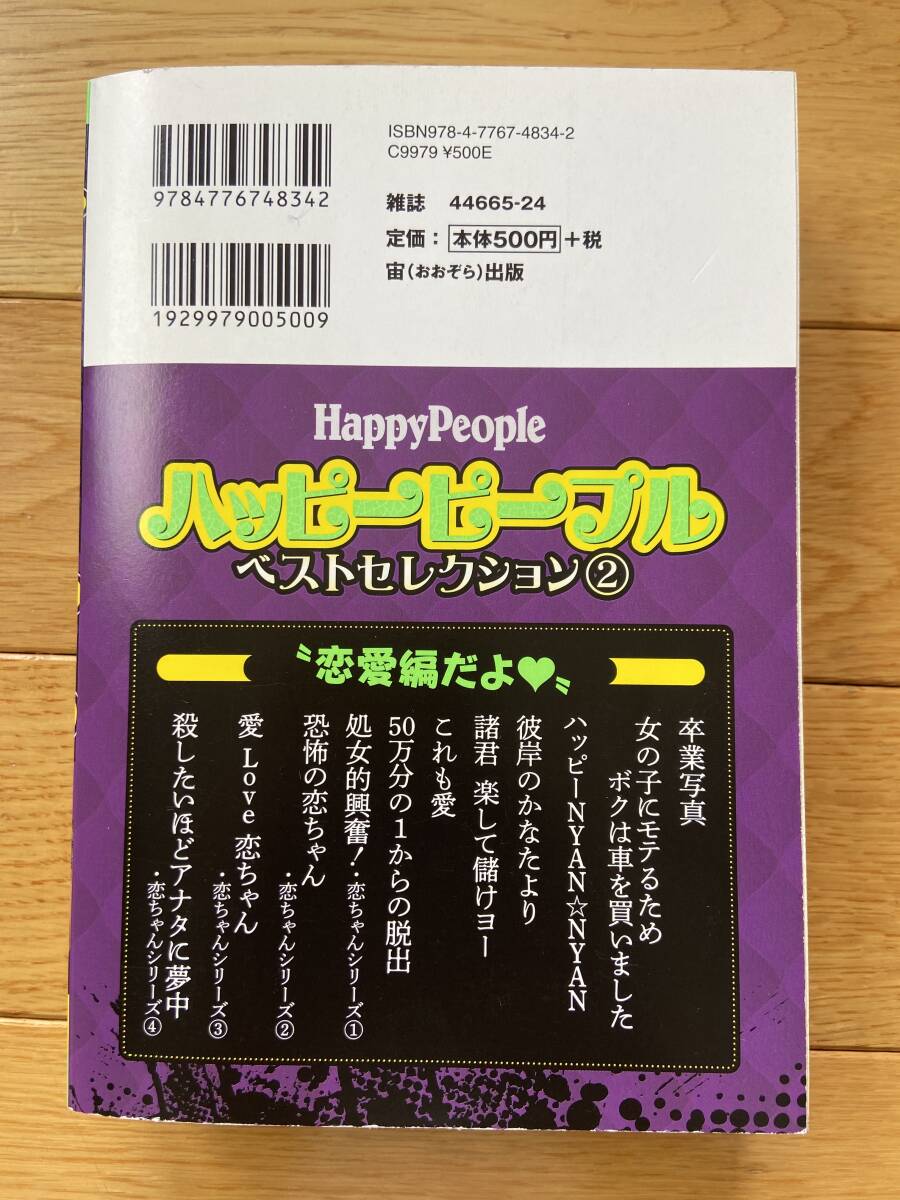 ISBN978-4-7767-4834-2
C9979 ¥500E
9784776748342
雑誌 44665-24
定価：本体500円+税
宙（おおぞら）出版
1929979005009
HappyPeople
ハッピーピープル
ベストセレクション②
〝恋愛編だよ♥〟
卒業写真
女の子にモテるため
ボクは車を買いました
ハッピーNYAN☆NYAN
彼岸のかなたより
諸君 楽して儲けヨー
これも愛
50万分の1からの脱出
処女的興奮！・恋ちゃんシリーズ①
恐怖の恋ちゃん
・恋ちゃんシリーズ②
愛 Love 恋ちゃん
・恋ちゃんシリーズ③
殺したいほどアナタに夢中
・恋ちゃんシリーズ④